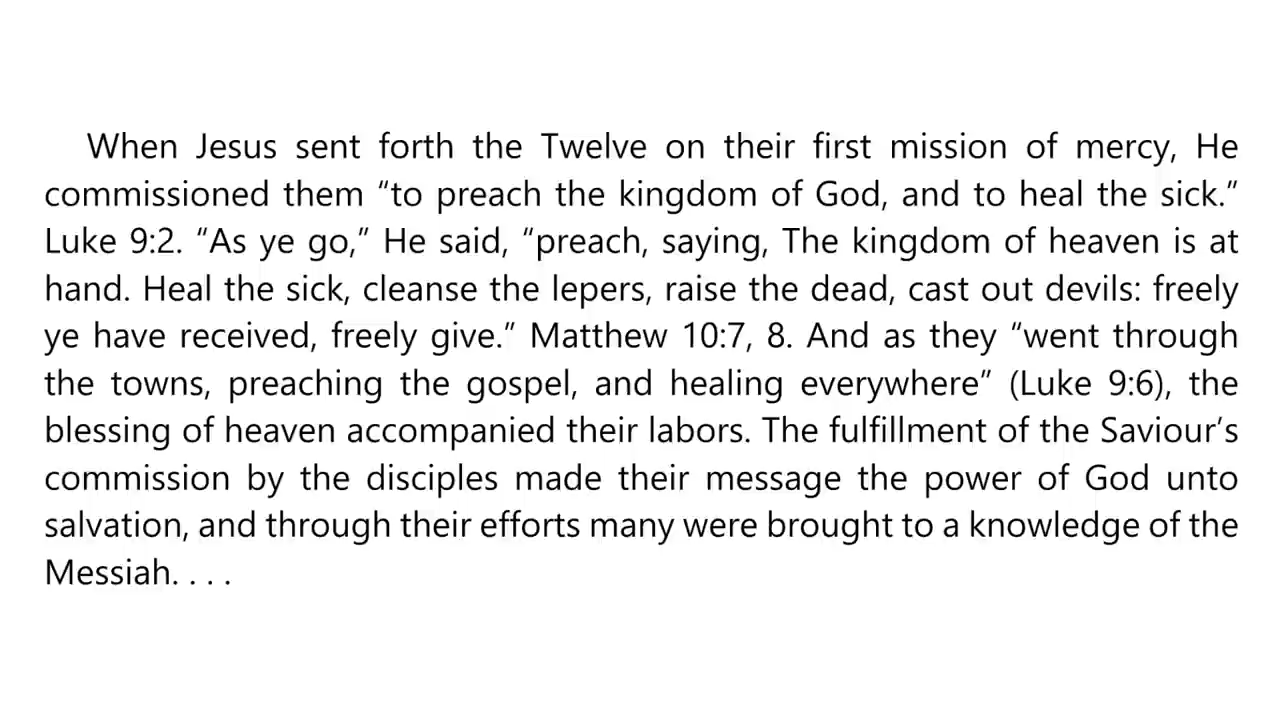 When Jesus sent forth the Twelve on their first mission of mercy, He
commissioned them “to preach the kingdom of God, and to heal the sick.”
Luke 9:2. “As ye go,” He said, “preach, saying, The kingdom of heaven is at
hand. Heal the sick, cleanse the lepers, raise the dead, cast out devils: freely
ye have received, freely give.” Matthew 10:7, 8. And as they “went through
the towns, preaching the gospel, and healing everywhere” (Luke 9:6), the
blessing of heaven accompanied their labors. The fulfillment of the Saviour’s
commission by the disciples made their message the power of God unto
salvation, and through their efforts many were brought to a knowledge of the
Messiah. . . .